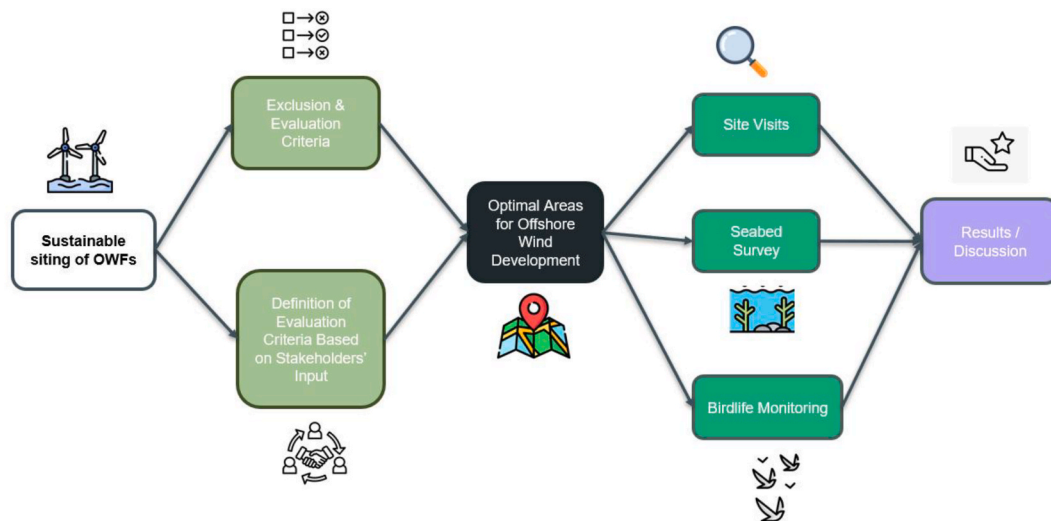 Sustainable
siting of OWFs
Exclusion &
Evaluation
Criteria
Definition of
Evaluation
Criteria Based
on Stakeholders'
Input
Optimal Areas
for Offshore
Wind
Development
Site Visits
Seabed
Survey
Birdlife Monitoring
Results /
Discussion